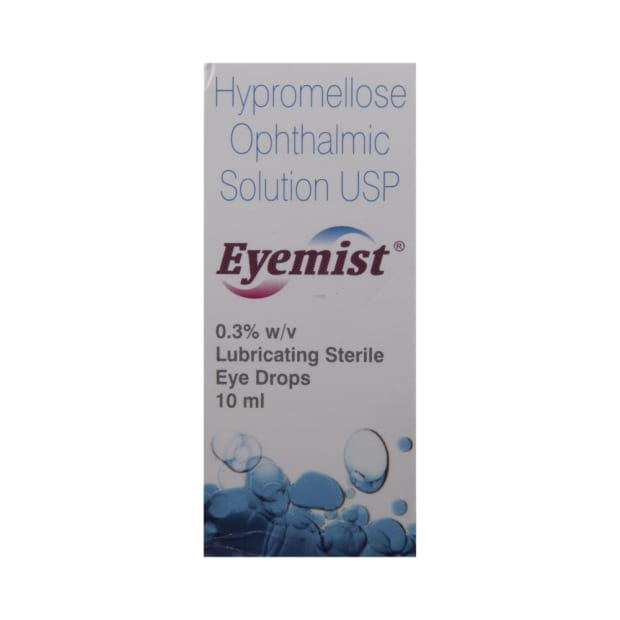 Hypromellose
Ophthalmic
Solution USP
Eyemist®
0.3% w/v
Lubricating Sterile
Eye Drops
10 ml